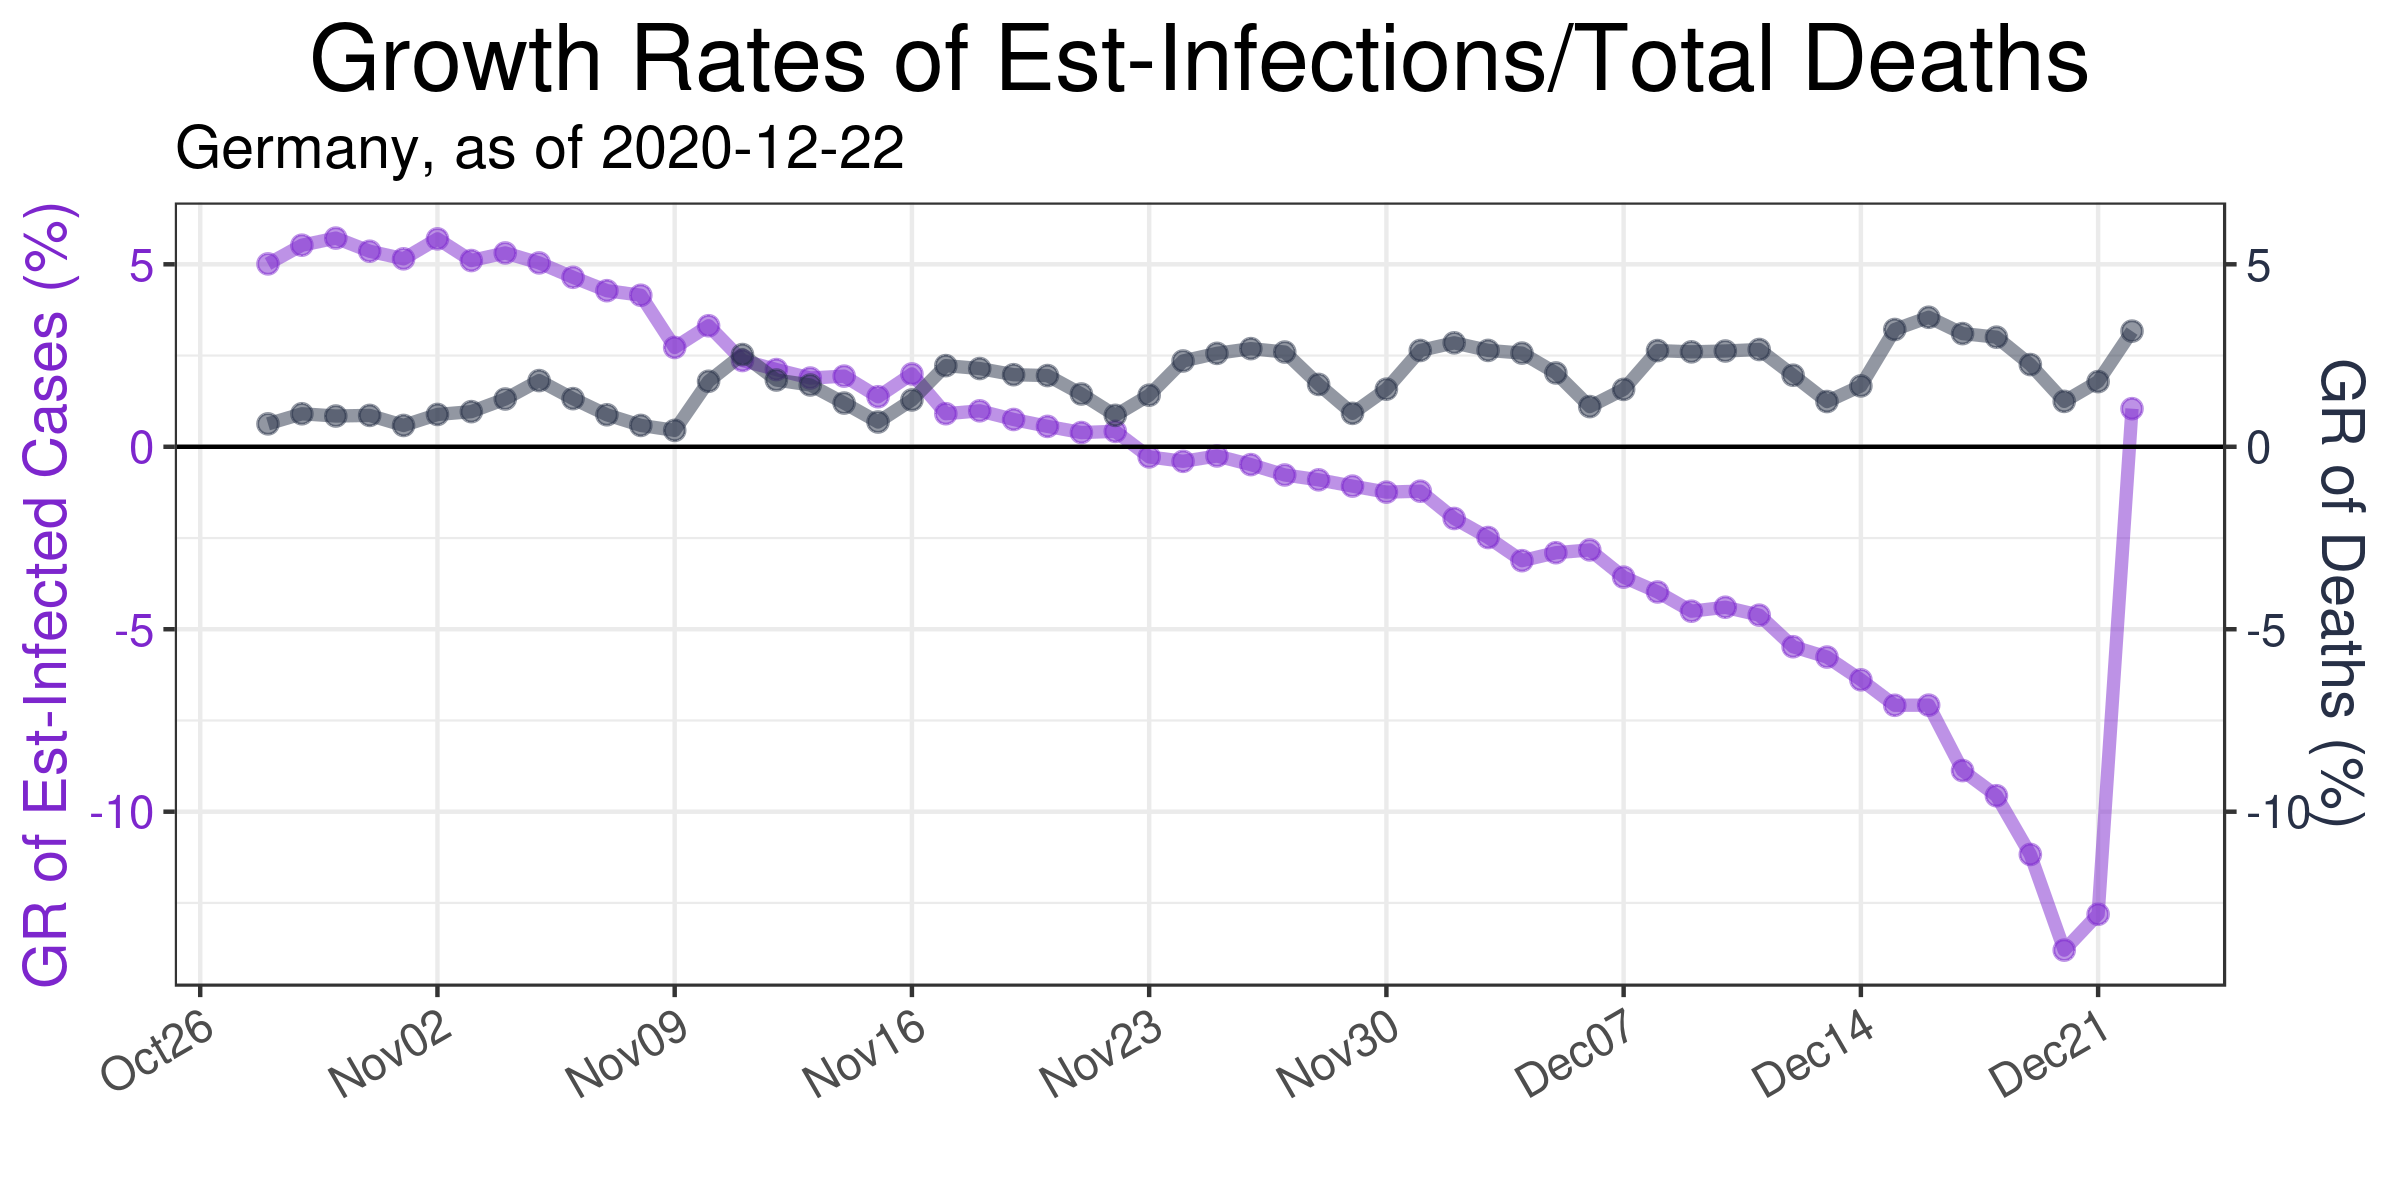 Growth Rates of Est-Infections/Total Deaths
Germany, as of 2020-12-22
GR of Est-Infected Cases (%)
5
0
-5
-10
5
0
-5
-10
GR of Deaths (%)
Oct26
Nov02
Nov09
Nov16
Nov23
Nov30
Dec07
Dec14
Dec21